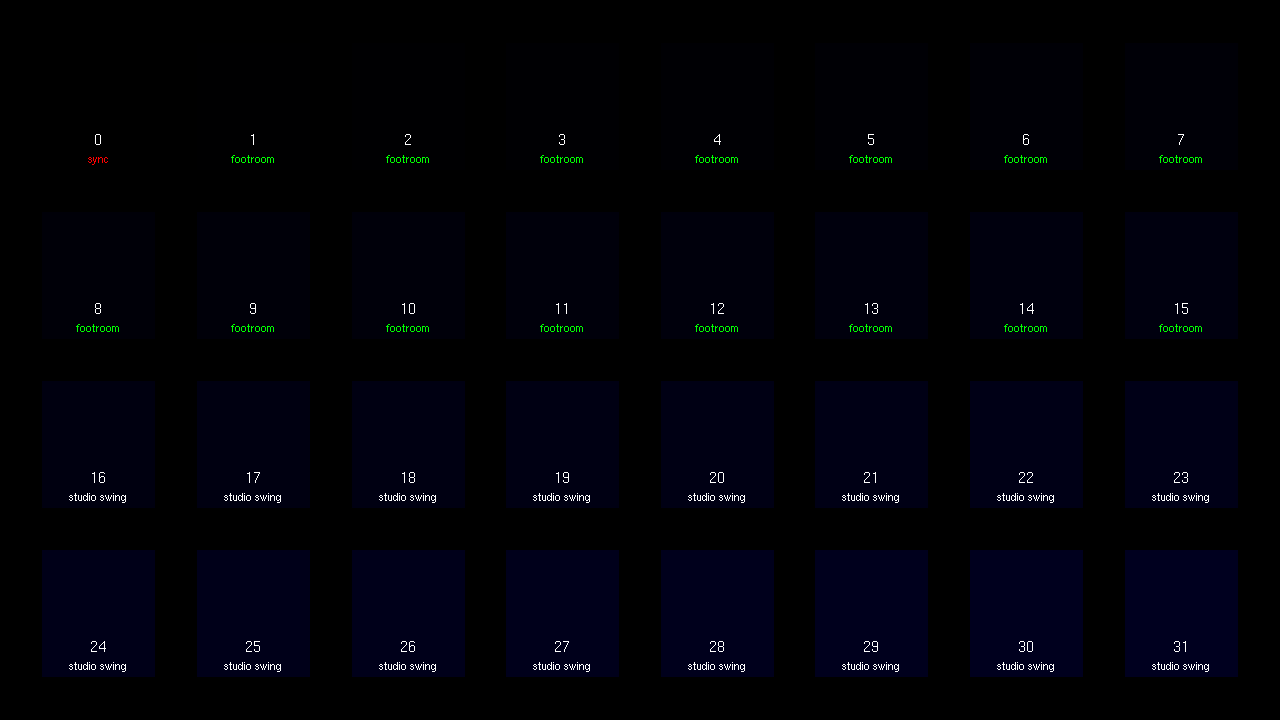 0 1 2 3 4 5 6 7
sync footroom footroom footroom footroom footroom footroom footroom
8 9 10 11 12 13 14 15
footroom footroom footroom footroom footroom footroom footroom footroom
16 17 18 19 20 21 22 23
studio swing studio swing studio swing studio swing studio swing studio swing studio swing studio swing
24 25 26 27 28 29 30 31
studio swing studio swing studio swing studio swing studio swing studio swing studio swing studio swing